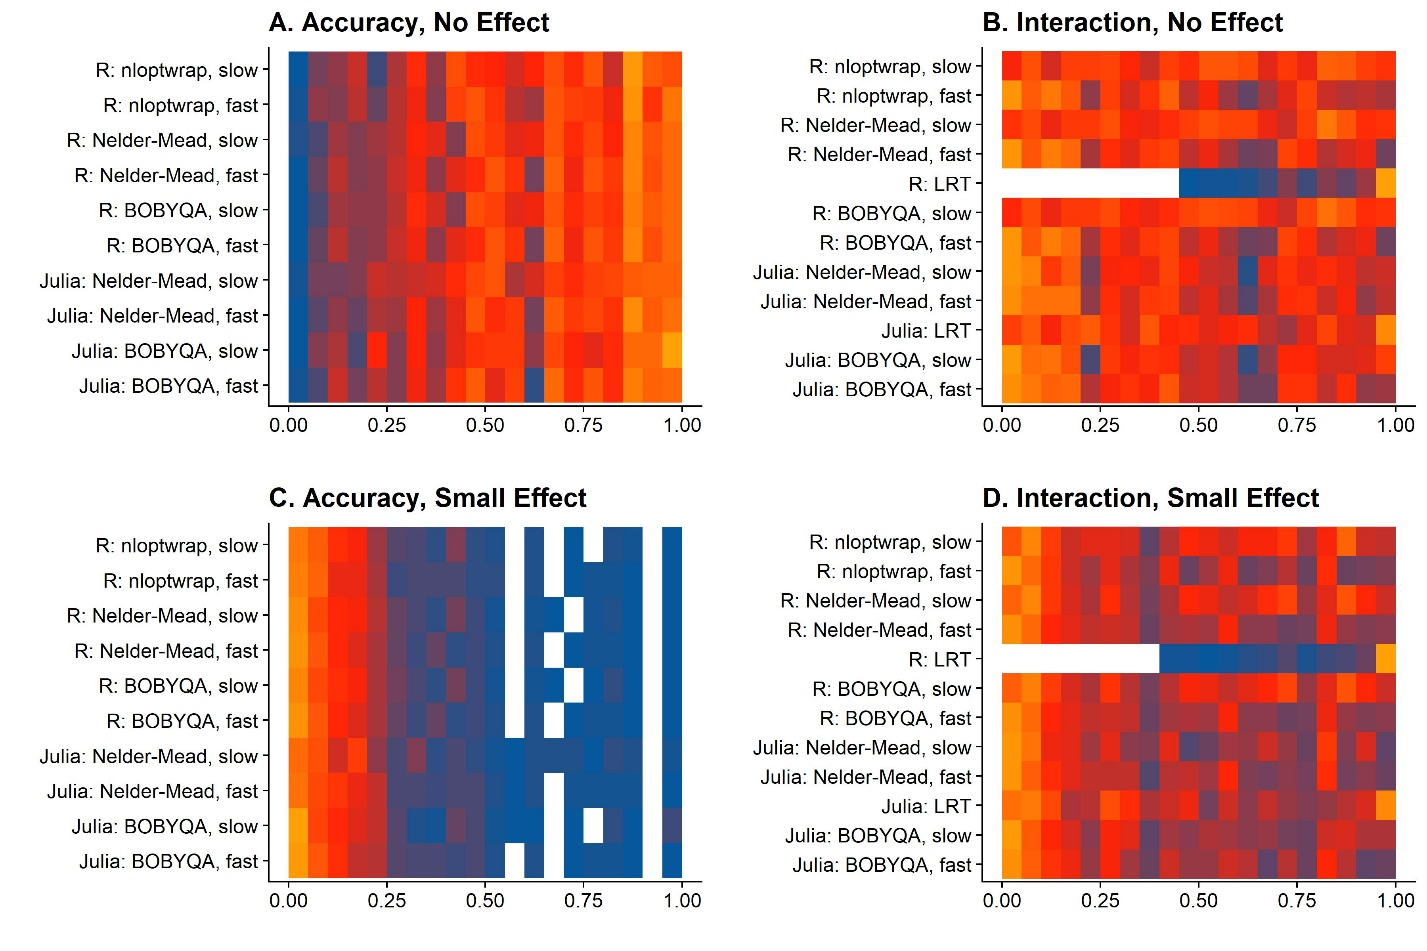 A. Accuracy, No Effect
R: nloptwrap, slow
R: nloptwrap, fast
R: Nelder-Mead, slow
R: Nelder-Mead, fast
R: BOBYQA, slow
R: BOBYQA, fast
Julia: Nelder-Mead, slow
Julia: Nelder-Mead, fast
Julia: BOBYQA, slow
Julia: BOBYQA, fast
0.00 0.25 0.50 0.75 1.00
B. Interaction, No Effect
R: nloptwrap, slow
R: nloptwrap, fast
R: Nelder-Mead, slow
R: Nelder-Mead, fast
R: LRT
R: BOBYQA, slow
R: BOBYQA, fast
Julia: Nelder-Mead, slow
Julia: Nelder-Mead, fast
Julia: LRT
Julia: BOBYQA, slow
Julia: BOBYQA, fast
0.00 0.25 0.50 0.75 1.00
C. Accuracy, Small Effect
R: nloptwrap, slow
R: nloptwrap, fast
R: Nelder-Mead, slow
R: Nelder-Mead, fast
R: BOBYQA, slow
R: BOBYQA, fast
Julia: Nelder-Mead, slow
Julia: Nelder-Mead, fast
Julia: BOBYQA, slow
Julia: BOBYQA, fast
0.00 0.25 0.50 0.75 1.00
D. Interaction, Small Effect
R: nloptwrap, slow
R: nloptwrap, fast
R: Nelder-Mead, slow
R: Nelder-Mead, fast
R: LRT
R: BOBYQA, slow
R: BOBYQA, fast
Julia: Nelder-Mead, slow
Julia: Nelder-Mead, fast
Julia: LRT
Julia: BOBYQA, slow
Julia: BOBYQA, fast
0.00 0.25 0.50 0.75 1.00